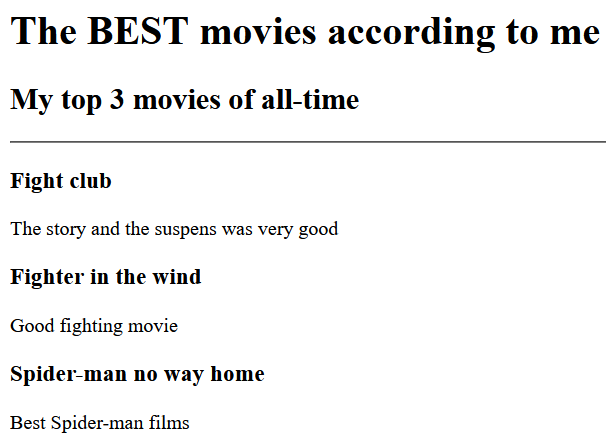 The BEST movies according to me
My top 3 movies of all-time
Fight club
The story and the suspens was very good
Fighter in the wind
Good fighting movie
Spider-man no way home
Best Spider-man films